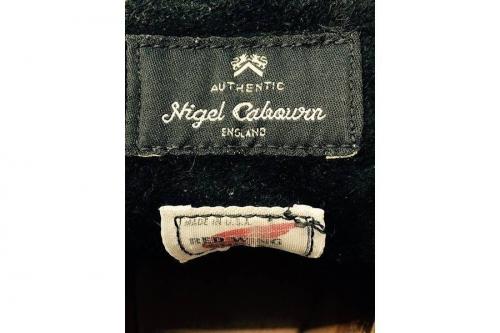 AUTHENTIC
Nigel Cabourn
ENGLAND
MADE IN U.S.A.
RED WING